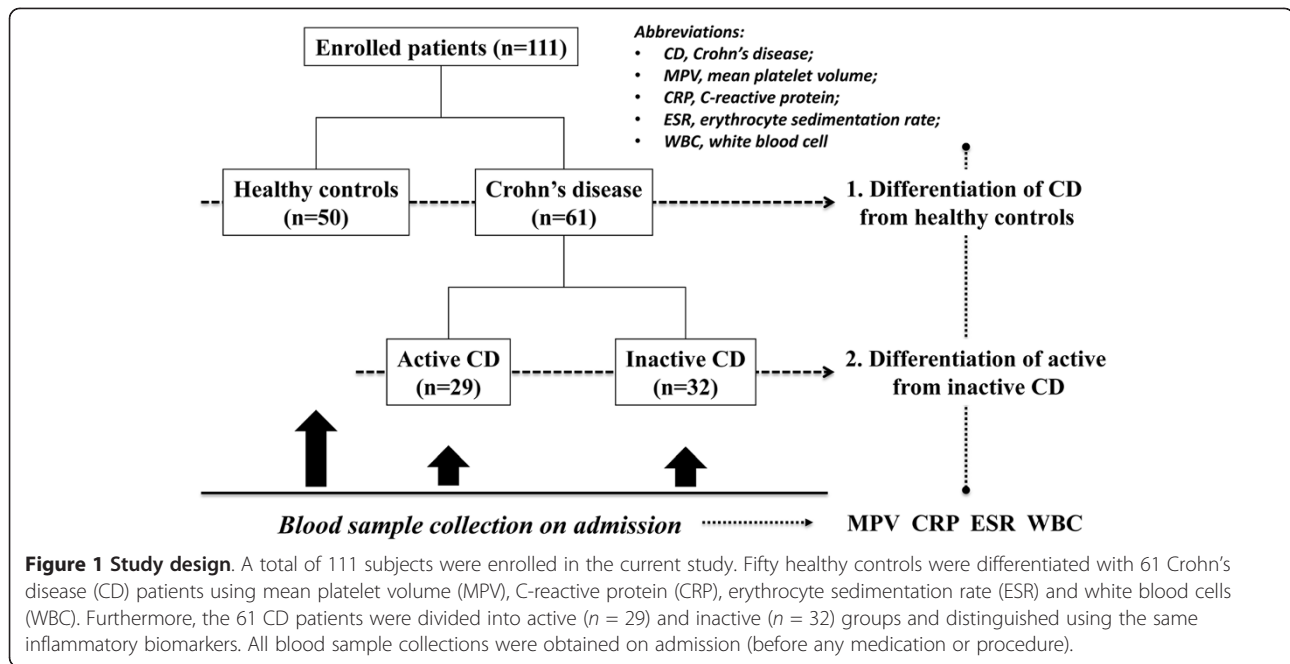 Enrolled patients (n=111)
Abbreviations:
• CD, Crohn's disease;
• MPV, mean platelet volume;
• CRP, C-reactive protein;
• ESR, erythrocyte sedimentation rate;
• WBC, white blood cell
Healthy controls
(n=50)
Crohn's disease
(n=61)
1. Differentiation of CD
from healthy controls
Active CD
(n=29)
Inactive CD
(n=32)
2. Differentiation of active
from inactive CD
Blood sample collection on admission
MPV CRP ESR WBC
Figure 1 Study design. A total of 111 subjects were enrolled in the current study. Fifty healthy controls were differentiated with 61 Crohn's
disease (CD) patients using mean platelet volume (MPV), C-reactive protein (CRP), erythrocyte sedimentation rate (ESR) and white blood cells
(WBC). Furthermore, the 61 CD patients were divided into active (n = 29) and inactive (n = 32) groups and distinguished using the same
inflammatory biomarkers. All blood sample collections were obtained on admission (before any medication or procedure).